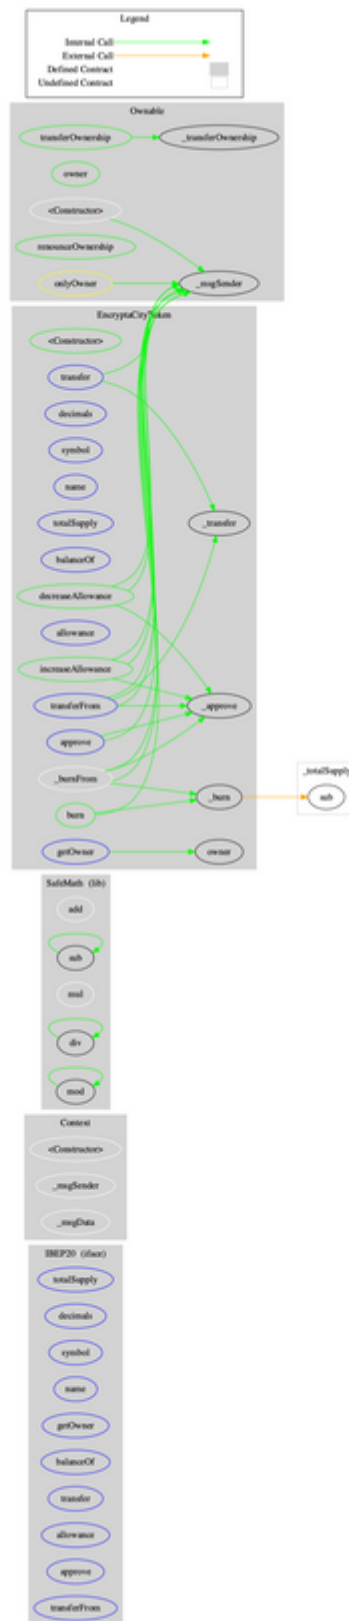 Legend
Internal Call
External Call
Defined Contract
Undefined Contract
Ownable
transferOwnership
_transferOwnership
owner
<Constructor>
renounceOwnership
onlyOwner
_msgSender
EncryptaCityToken
<Constructor>
transfer
decimals
symbol
name
totalSupply
_transfer
balanceOf
decreaseAllowance
allowance
increaseAllowance
transferFrom
_approve
approve
_burnFrom
_totalSupply
_burn
sub
burn
getOwner
owner
SafeMath (lib)
add
sub
mul
div
mod
Context
<Constructor>
_msgSender
_msgData
IBEP20 (iface)
totalSupply
decimals
symbol
name
getOwner
balanceOf
transfer
allowance
approve
transferFrom